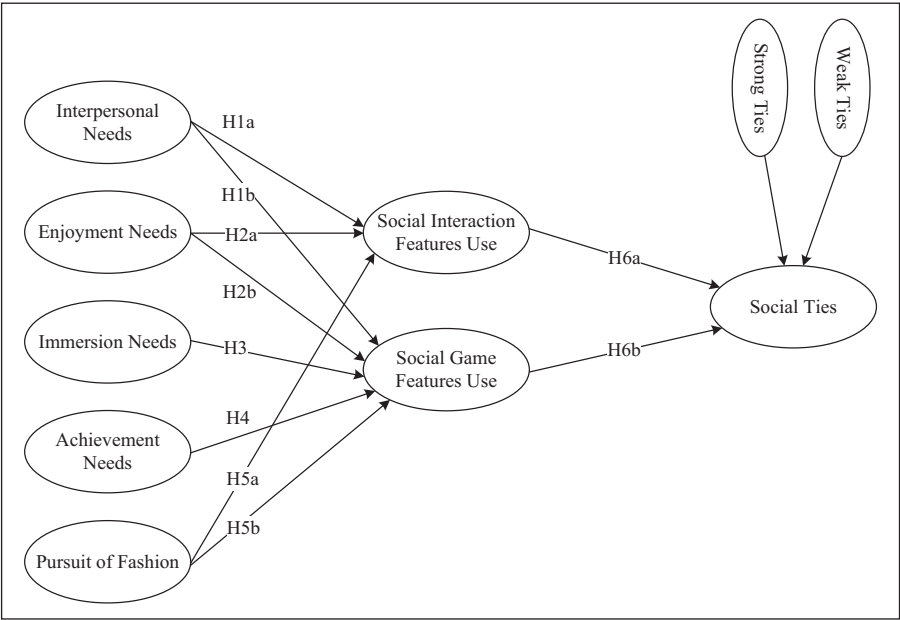 Interpersonal
Needs
Enjoyment Needs
Immersion Needs
Achievement
Needs
Pursuit of Fashion
H1a
H1b
H2a
H2b
H3
H4
H5a
H5b
Social Interaction
Features Use
Social Game
Features Use
H6a
H6b
Strong Ties
Weak Ties
Social Ties